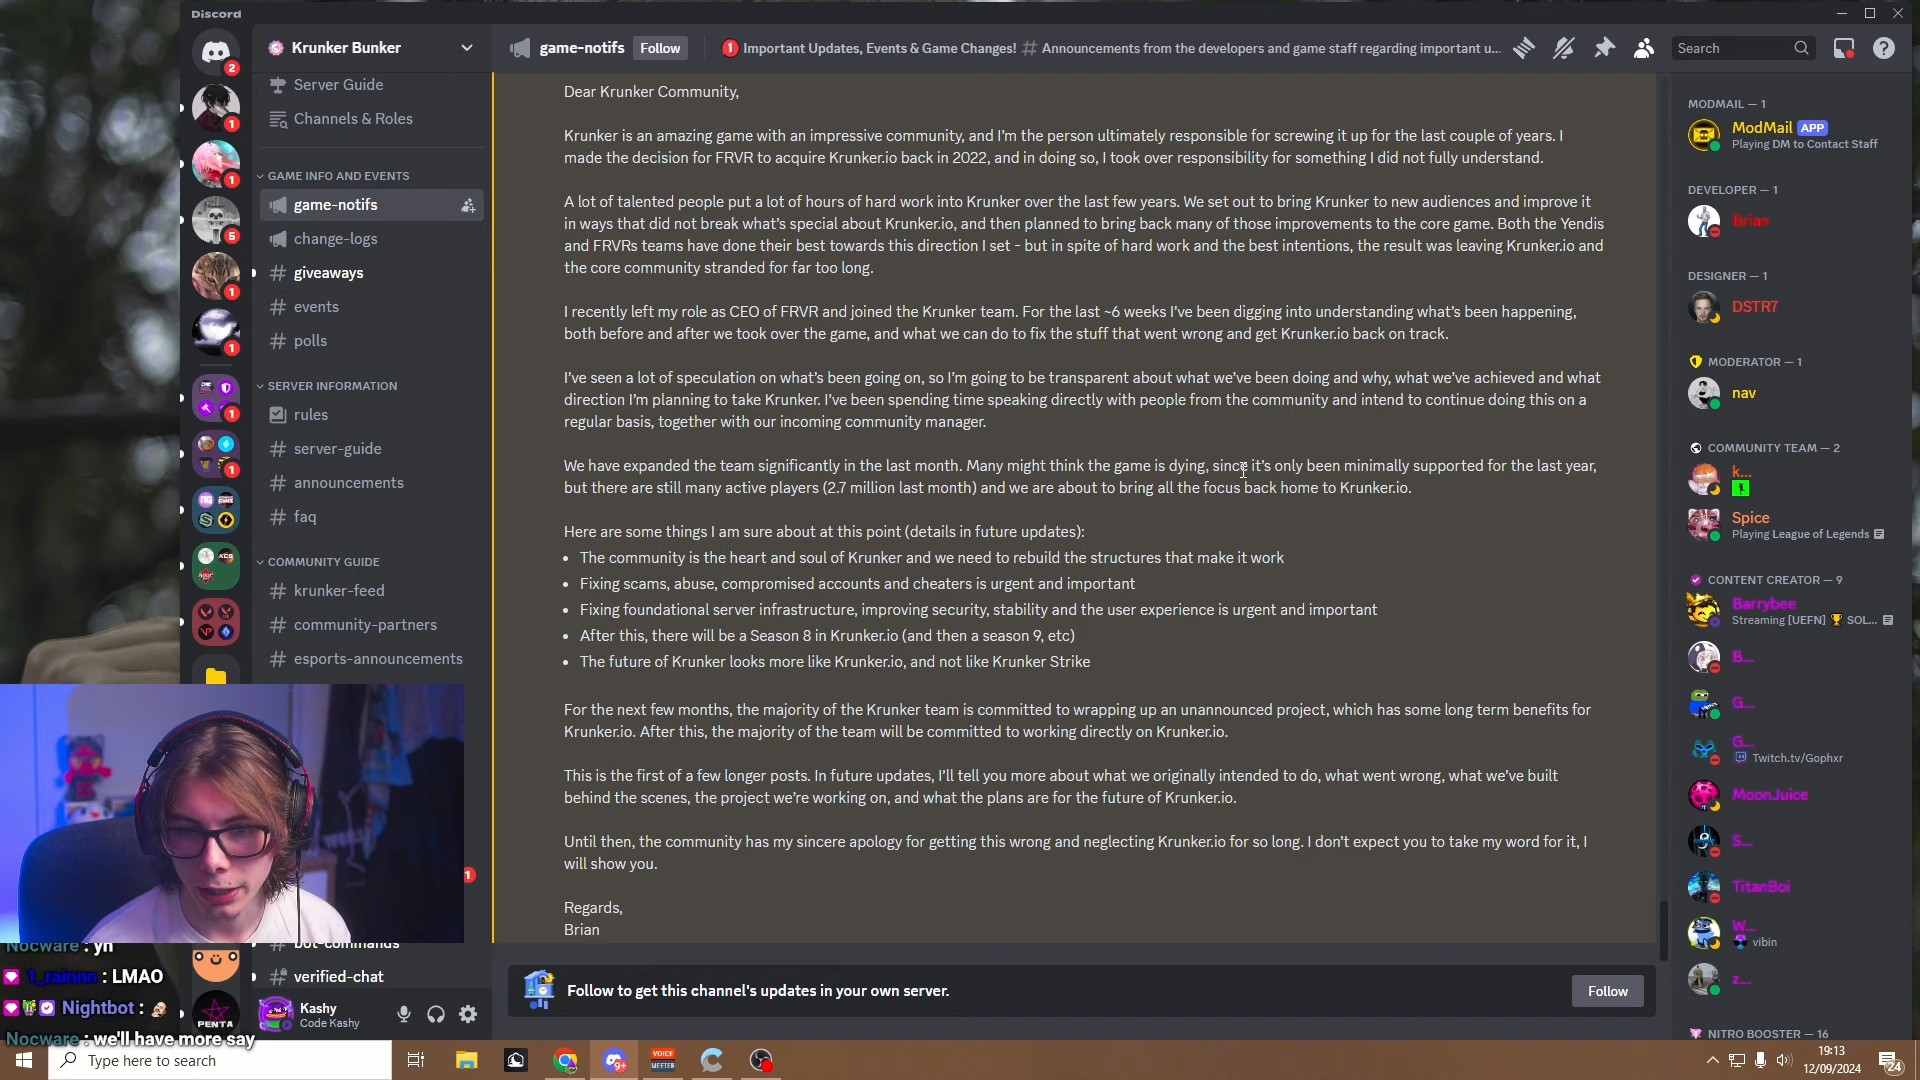 Discord
Krunker Bunker
game-notifs
Follow
1
Important Updates, Events & Game Changes!
Announcements from the developers and game staff regarding important u...
Search
Server Guide
Channels & Roles
GAME INFO AND EVENTS
game-notifs
change-logs
giveaways
events
polls
SERVER INFORMATION
rules
server-guide
announcements
faq
COMMUNITY GUIDE
krunker-feed
community-partners
esports-announcements
bot-commands
verified-chat
2
1
1
5
1
1
1
1
1
PENTA
Kashy
Code Kashy
Dear Krunker Community,
Krunker is an amazing game with an impressive community, and I'm the person ultimately responsible for screwing it up for the last couple of years. I
made the decision for FRVR to acquire Krunker.io back in 2022, and in doing so, I took over responsibility for something I did not fully understand.
A lot of talented people put a lot of hours of hard work into Krunker over the last few years. We set out to bring Krunker to new audiences and improve it
in ways that did not break what's special about Krunker.io, and then planned to bring back many of those improvements to the core game. Both the Yendis
and FRVRs teams have done their best towards this direction I set - but in spite of hard work and the best intentions, the result was leaving Krunker.io and
the core community stranded for far too long.
I recently left my role as CEO of FRVR and joined the Krunker team. For the last ~6 weeks I've been digging into understanding what's been happening,
both before and after we took over the game, and what we can do to fix the stuff that went wrong and get Krunker.io back on track.
I've seen a lot of speculation on what's been going on, so I'm going to be transparent about what we've been doing and why, what we've achieved and what
direction I'm planning to take Krunker. I've been spending time speaking directly with people from the community and intend to continue doing this on a
regular basis, together with our incoming community manager.
We have expanded the team significantly in the last month. Many might think the game is dying, since it's only been minimally supported for the last year,
but there are still many active players (2.7 million last month) and we are about to bring all the focus back home to Krunker.io.
Here are some things I am sure about at this point (details in future updates):
• The community is the heart and soul of Krunker and we need to rebuild the structures that make it work
• Fixing scams, abuse, compromised accounts and cheaters is urgent and important
• Fixing foundational server infrastructure, improving security, stability and the user experience is urgent and important
• After this, there will be a Season 8 in Krunker.io (and then a season 9, etc)
• The future of Krunker looks more like Krunker.io, and not like Krunker Strike
For the next few months, the majority of the Krunker team is committed to wrapping up an unannounced project, which has some long term benefits for
Krunker.io. After this, the majority of the team will be committed to working directly on Krunker.io.
This is the first of a few longer posts. In future updates, I'll tell you more about what we originally intended to do, what went wrong, what we've built
behind the scenes, the project we're working on, and what the plans are for the future of Krunker.io.
Until then, the community has my sincere apology for getting this wrong and neglecting Krunker.io for so long. I don't expect you to take my word for it, I
will show you.
Regards,
Brian
Follow to get this channel's updates in your own server.
Follow
MODMAIL — 1
ModMail APP
Playing DM to Contact Staff
DEVELOPER — 1
Brian
DESIGNER — 1
DSTR7
MODERATOR — 1
nav
COMMUNITY TEAM — 2
k...
Spice
Playing League of Legends
CONTENT CREATOR — 9
Barrybee
Streaming [UEFN] 🏆 SOL...
B...
G...
G...
Twitch.tv/Gophxr
MoonJuice
S...
TitanBoi
W...
vibin
z...
NITRO BOOSTER — 16
Nocware : yn
1_rainnn : LMAO
Nightbot :
Nocware : we'll have more say
Type here to search
9+
VOICE
MEETER
19:13
12/09/2024
24